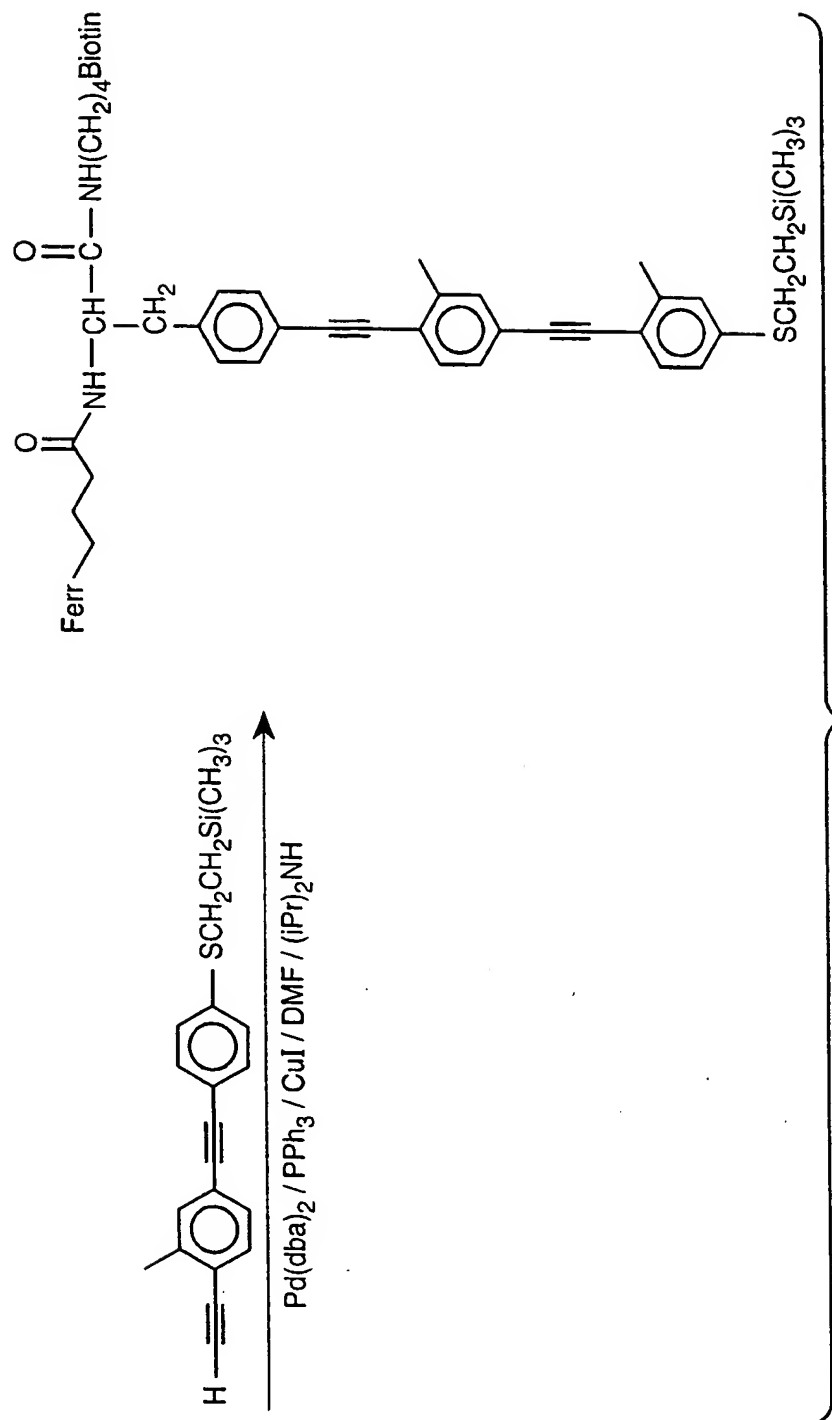 H
SCH2CH2Si(CH3)3
Pd(dba)2 / PPh3 / CuI / DMF / (iPr)2NH
Ferr
O
NH—CH—C—NH(CH2)4Biotin
O
CH2
SCH2CH2Si(CH3)3